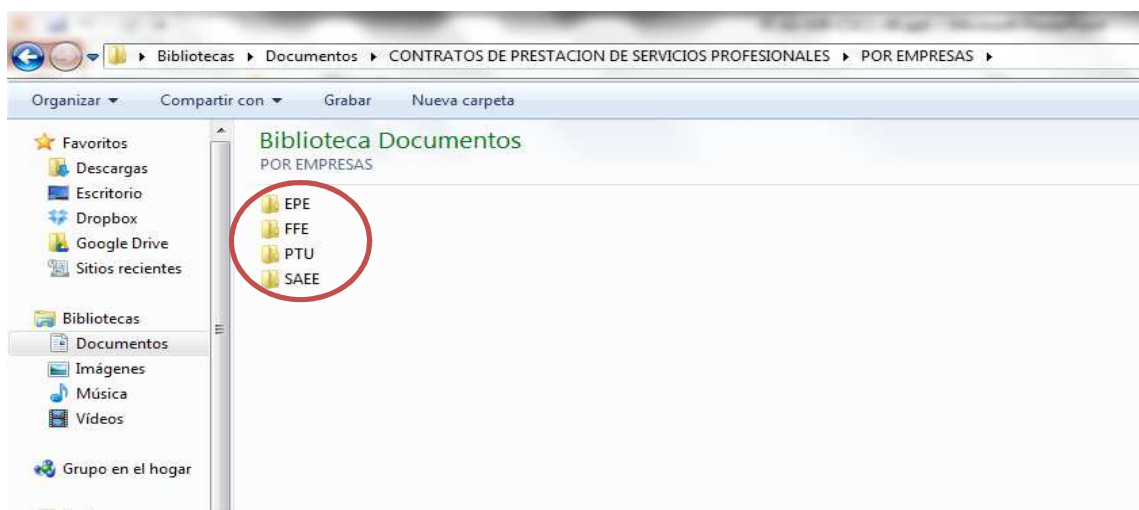 Bibliotecas ▸ Documentos ▸ CONTRATOS DE PRESTACION DE SERVICIOS PROFESIONALES ▸ POR EMPRESAS ▸
Organizar Compartir con Grabar Nueva carpeta
Favoritos
Descargas
Escritorio
Dropbox
Google Drive
Sitios recientes
Bibliotecas
Documentos
Imágenes
Música
Vídeos
Grupo en el hogar
Biblioteca Documentos
POR EMPRESAS
EPE
FFE
PTU
SAEE